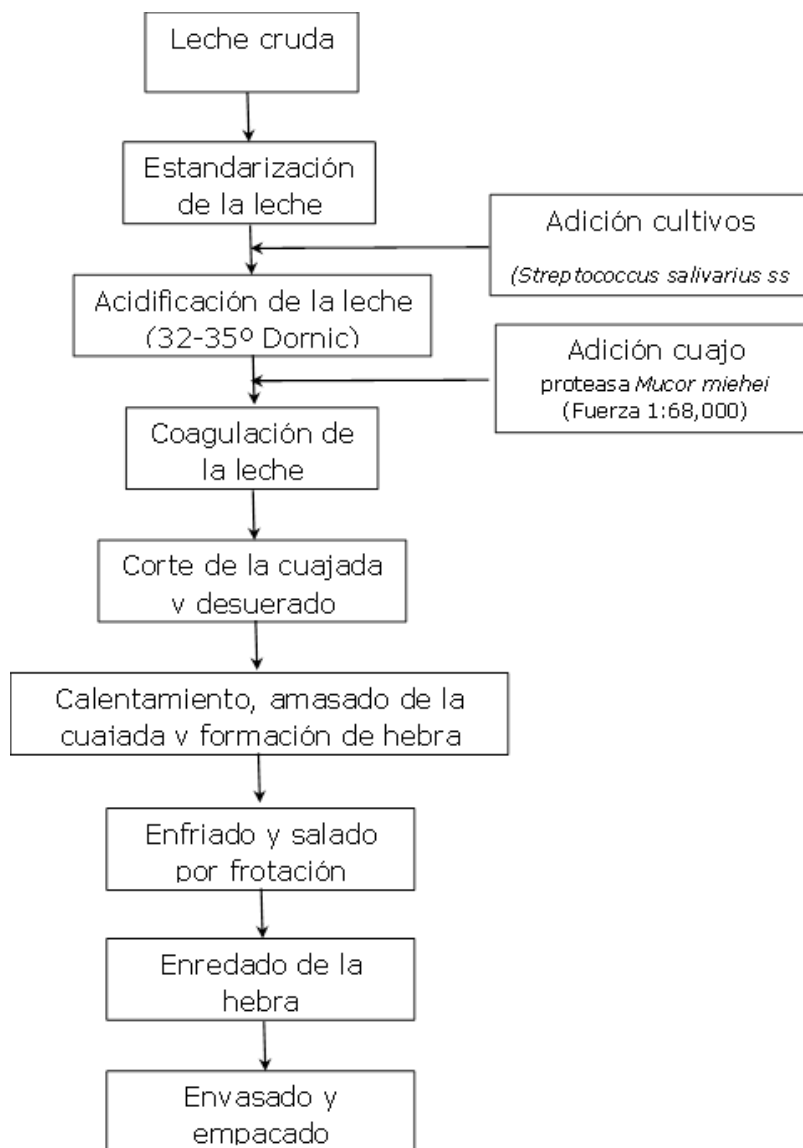 Leche cruda
Estandarización
de la leche
Adición cultivos
(Streptococcus salivarius ss
Acidificación de la leche
(32-35º Dornic)
Adición cuajo
proteasa Mucor miehei
(Fuerza 1:68,000)
Coagulación de
la leche
Corte de la cuajada
y desuerado
Calentamiento, amasado de la
cuajada y formación de hebra
Enfriado y salado
por frotación
Enredado de la
hebra
Envasado y
empacado